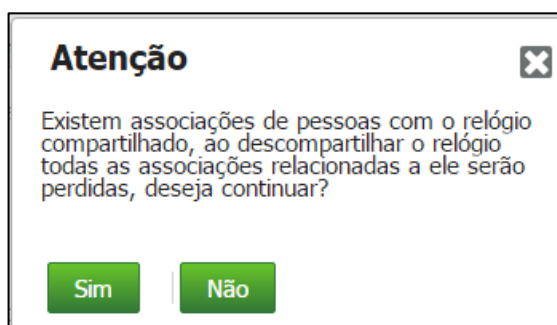 Atenção
Existem associações de pessoas com o relógio
compartilhado, ao descompartilhar o relógio
todas as associações relacionadas a ele serão
perdidas, deseja continuar?
Sim
Não